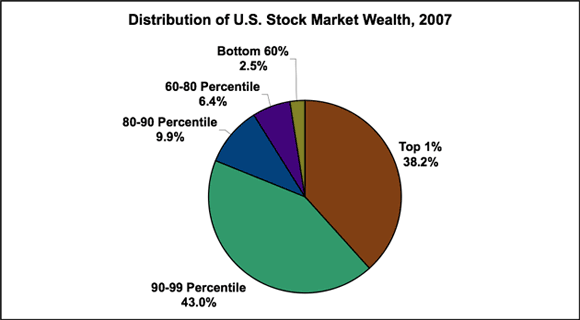 Distribution of U.S. Stock Market Wealth, 2007
Bottom 60%
2.5%
60-80 Percentile
6.4%
80-90 Percentile
9.9%
Top 1%
38.2%
90-99 Percentile
43.0%